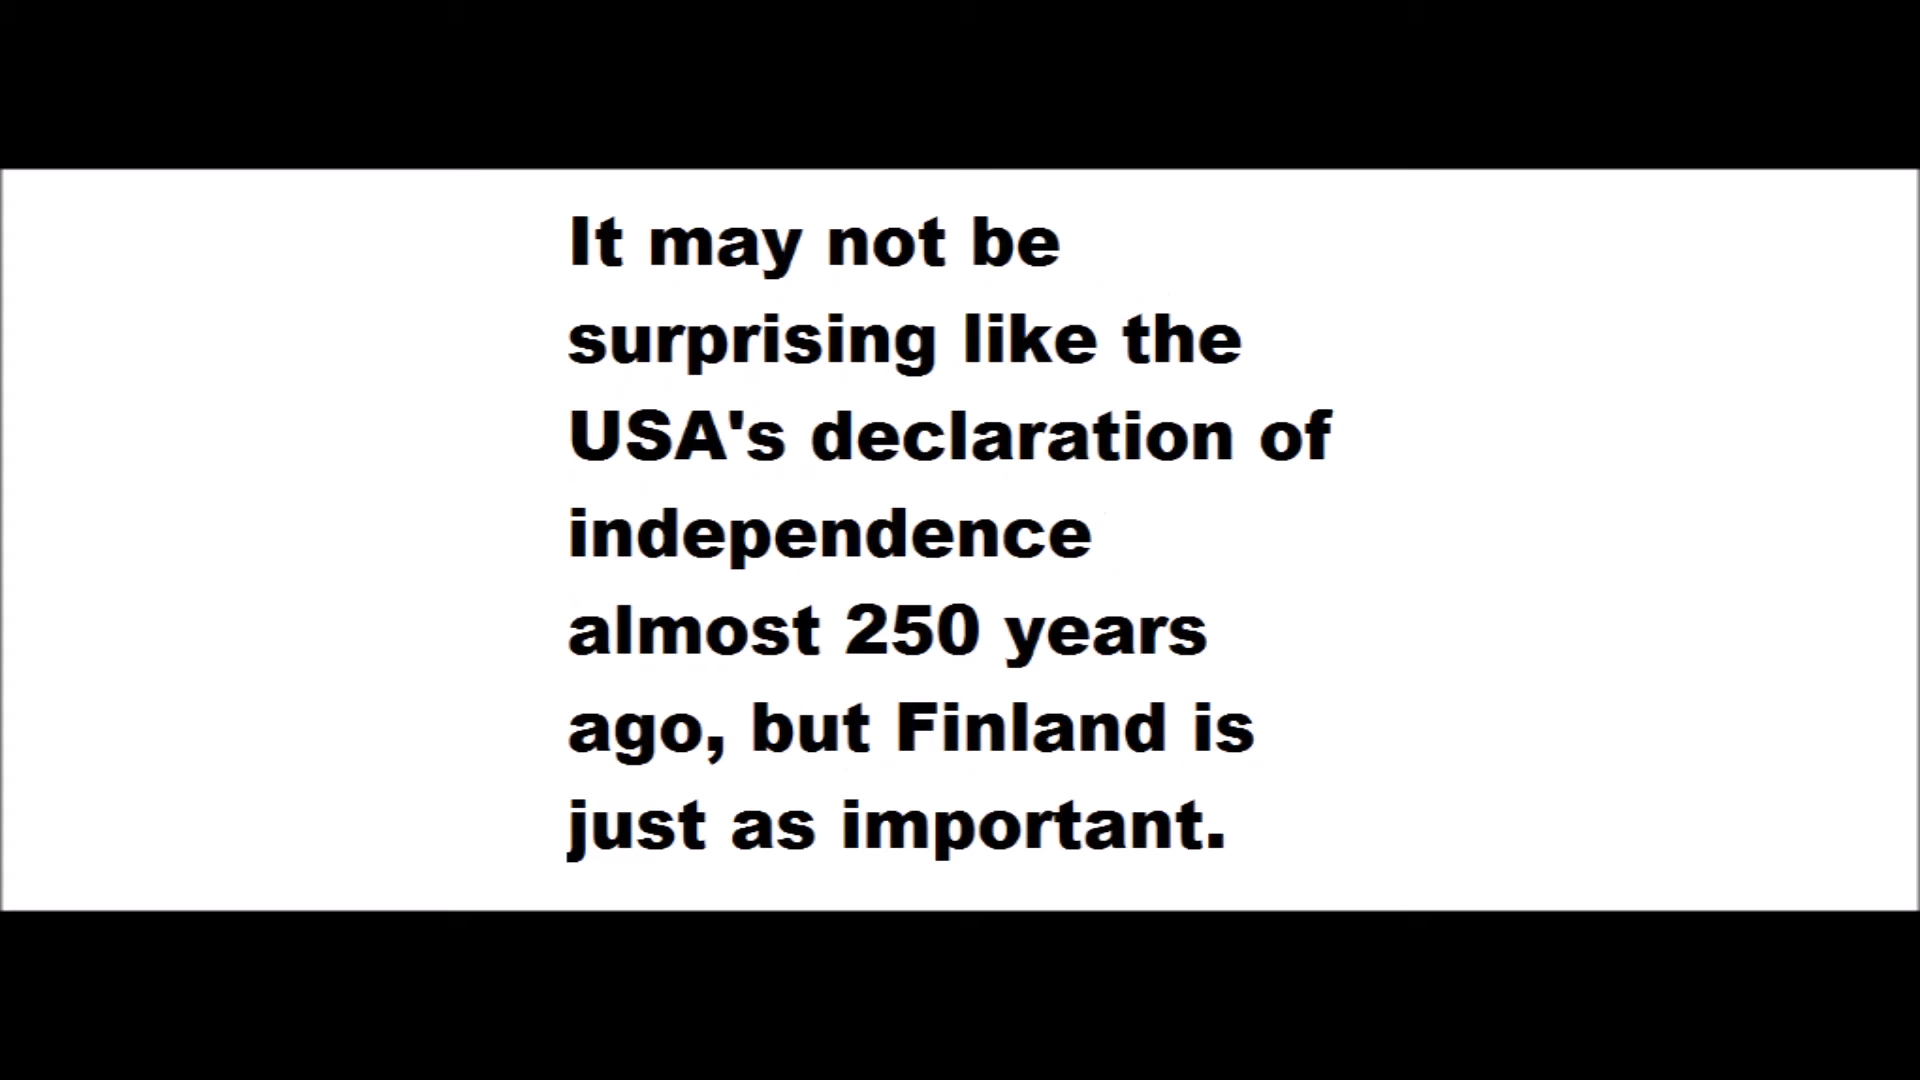 It may not be
surprising like the
USA's declaration of
independence
almost 250 years
ago, but Finland is
just as important.